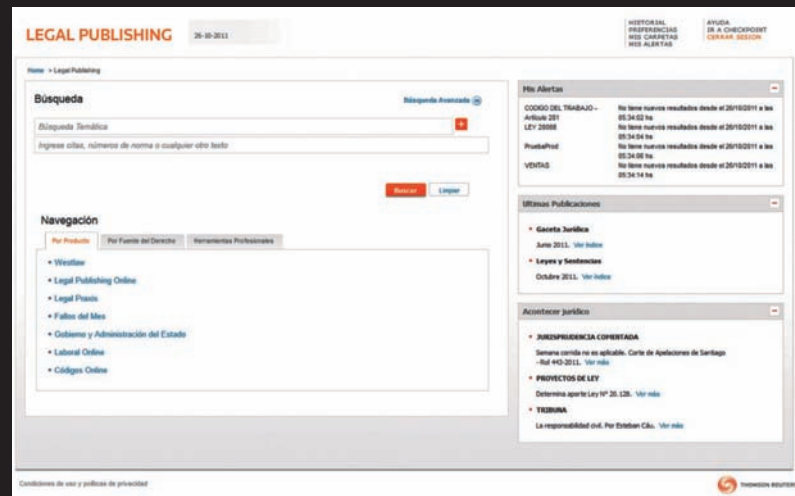 LEGAL PUBLISHING
26-10-2011
HISTORIAL
PREFERENCIAS
MIS CARPETAS
MIS ALERTAS
AYUDA
IR A CHECKPOINT
CERRAR SESION
Home > Legal Publishing
Búsqueda
Búsqueda Avanzada
Búsqueda Temática
Ingrese citas, números de norma o cualquier otro texto
Buscar
Limpiar
Navegación
Por Producto
Por Fuente del Derecho
Herramientas Profesionales
• Westlaw
• Legal Publishing Online
• Legal Praxis
• Fallos del Mes
• Gobierno y Administración del Estado
• Laboral Online
• Códigos Online
Mis Alertas
CODIGO DEL TRABAJO –
Artículo 281
No tiene nuevos resultados desde el 26/10/2011 a las
05:34:02 hs
LEY 20088
No tiene nuevos resultados desde el 26/10/2011 a las
05:34:04 hs
PruebaProd
No tiene nuevos resultados desde el 26/10/2011 a las
05:34:06 hs
VENTAS
No tiene nuevos resultados desde el 26/10/2011 a las
05:34:14 hs
Ultimas Publicaciones
• Gaceta Jurídica
Junio 2011. Ver índice
• Leyes y Sentencias
Octubre 2011. Ver índice
Acontecer jurídico
• JURISPRUDENCIA COMENTADA
Semana corrida no es aplicable. Corte de Apelaciones de Santiago
–Rol 443-2011. Ver más
• PROYECTOS DE LEY
Determina aporte Ley N° 20.128. Ver más
• TRIBUNA
La responsabilidad civil. Por Esteban Ver más
Condiciones de uso y políticas de privacidad
THOMSON REUTERS